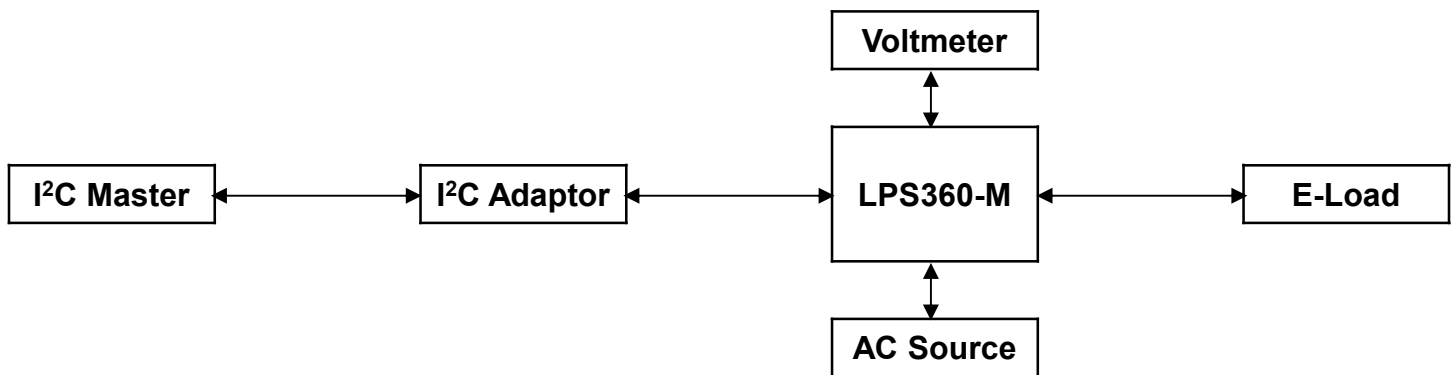 Voltmeter
I²C Master
I²C Adaptor
LPS360-M
E-Load
AC Source